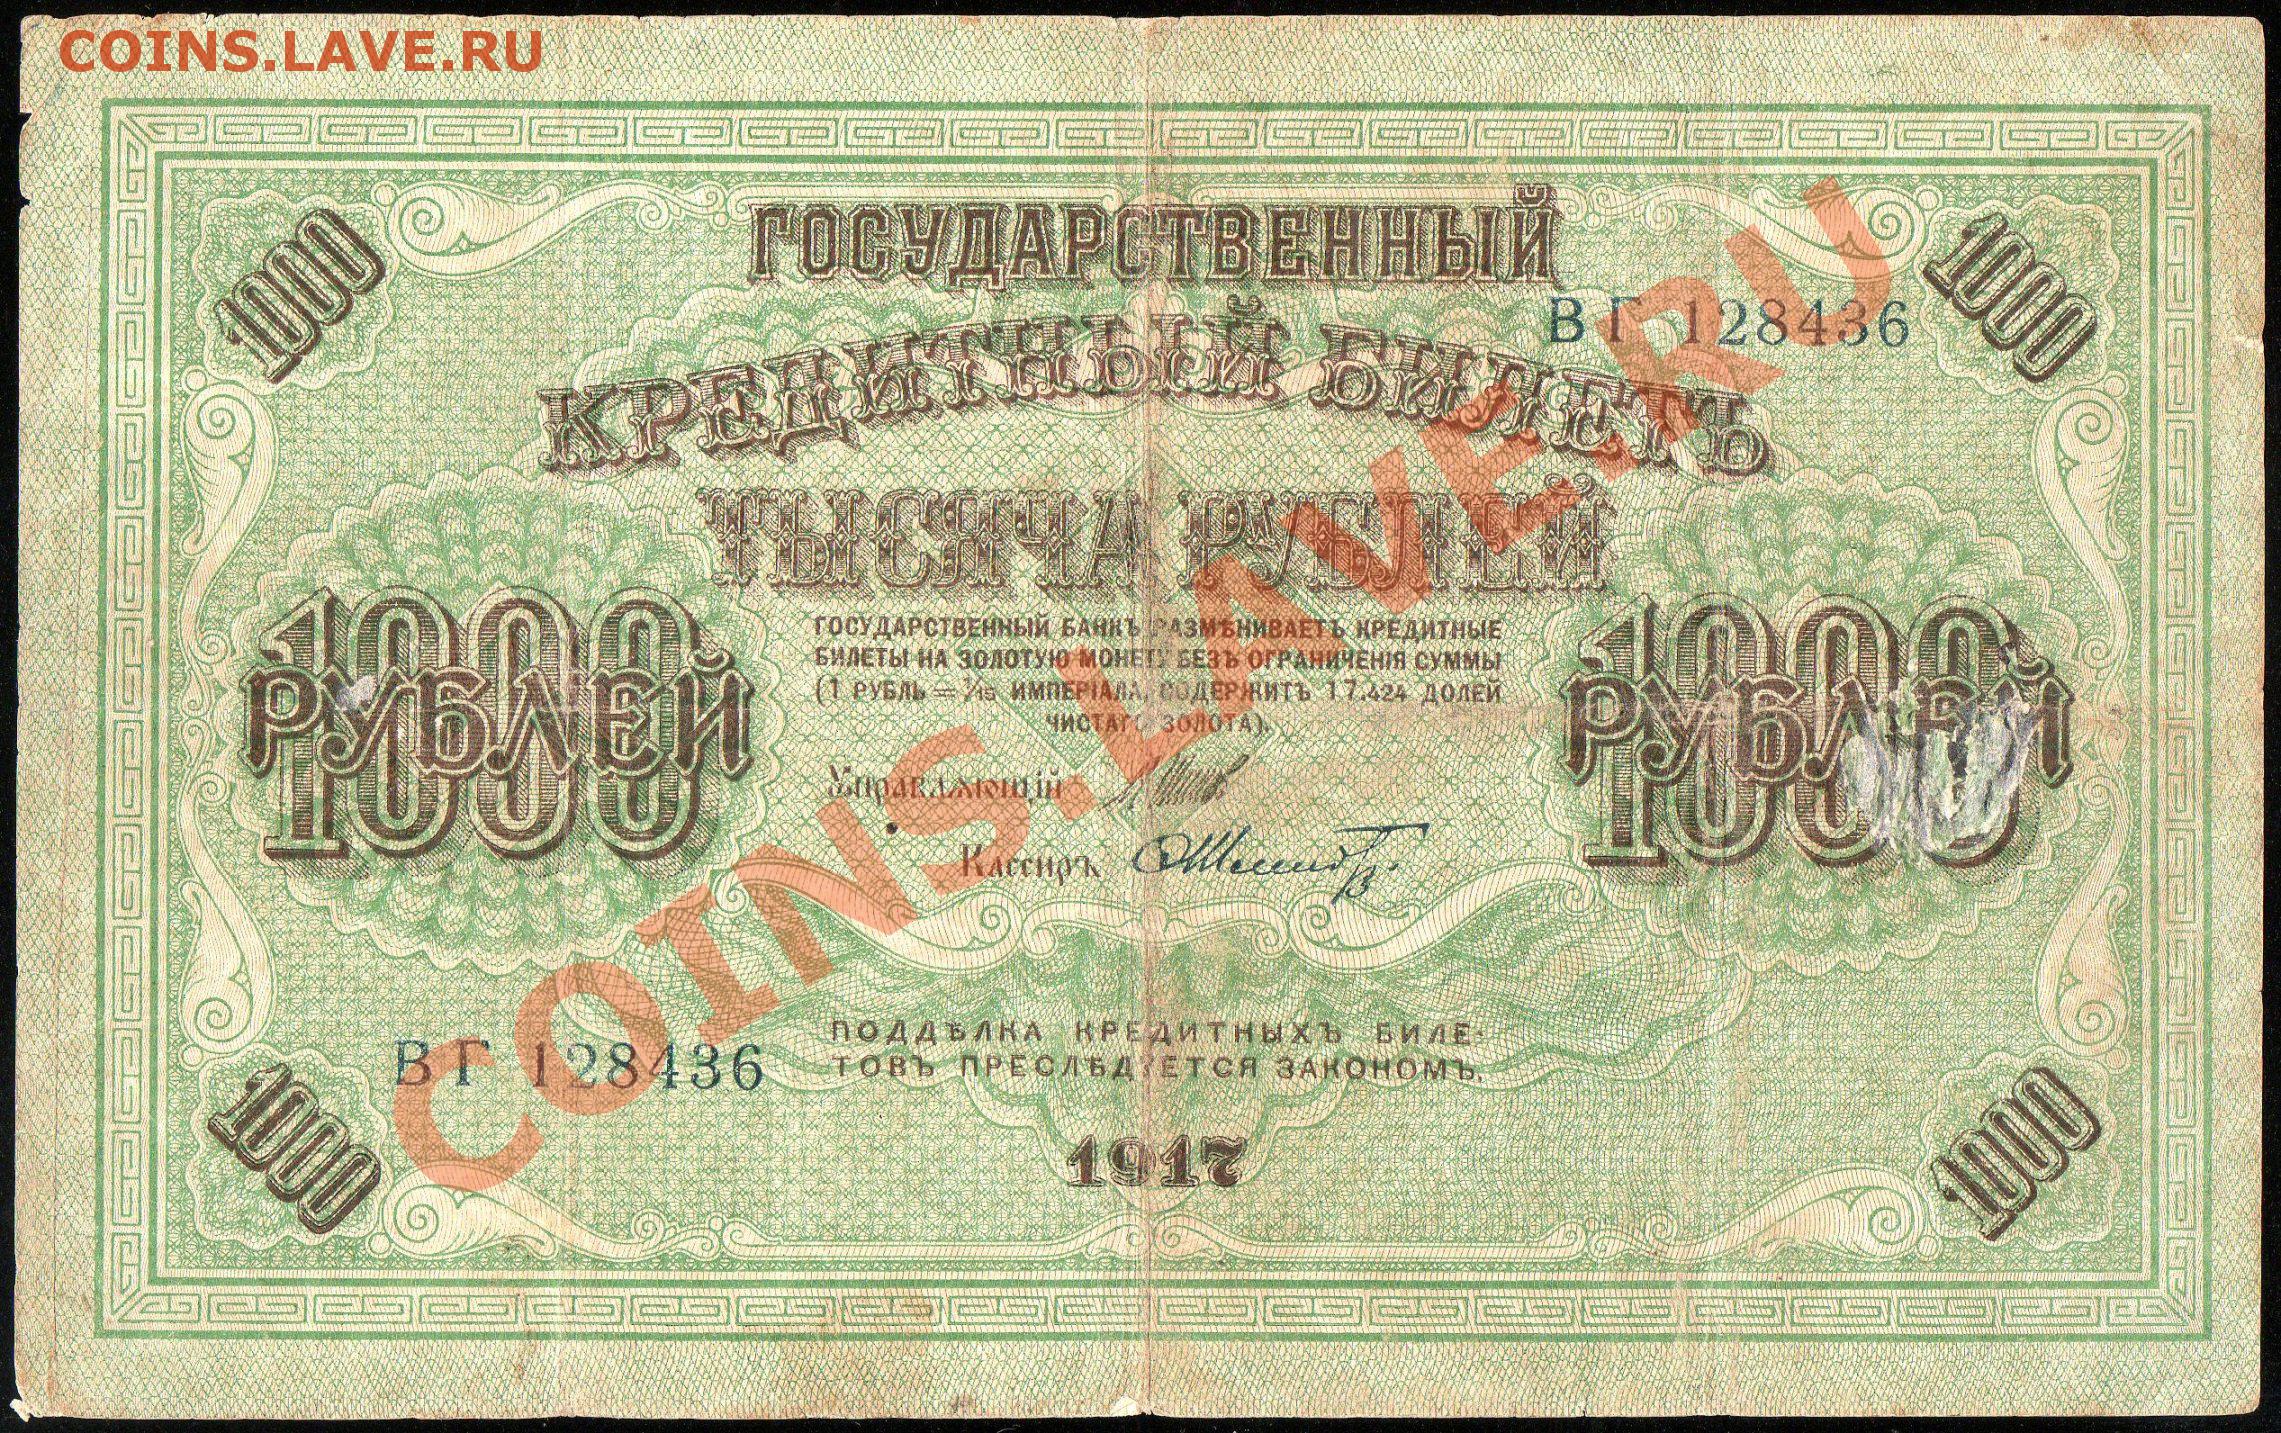 COINS.LAVE.RU
ГОСУДАРСТВЕННЫЙ
1000
1000
ВГ 128436
КРЕДИТНЫЙ БИЛЕТЪ
ТЫСЯЧА РУБЛЕЙ
1000
РУБЛЕЙ
1000
РУБЛЕЙ
ГОСУДАРСТВЕННЫЙ БАНКЪ РАЗМѢНИВАЕТЪ КРЕДИТНЫЕ
БИЛЕТЫ НА ЗОЛОТУЮ МОНЕТУ БЕЗЪ ОГРАНИЧЕНІЯ СУММЫ
(1 РУБЛЬ = 1/15 ИМПЕРІАЛА, СОДЕРЖИТЪ 17.424 ДОЛЕЙ
ЧИСТАГО ЗОЛОТА).
Управляющій
Кассиръ
COINS.LAVE.RU
ПОДДѢЛКА КРЕДИТНЫХЪ БИЛЕ-
ТОВЪ ПРЕСЛѢДУЕТСЯ ЗАКОНОМЪ.
ВГ 128436
1000
1917
1000